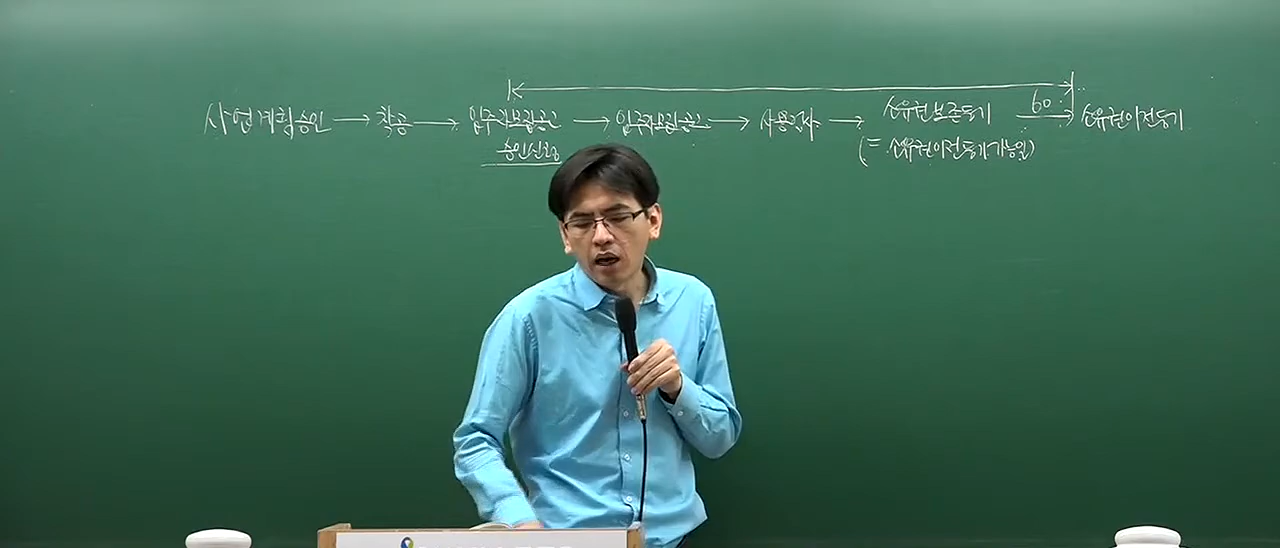 사업계획승인 → 착공 → 입주자모집공고 → 입주자모집공고 → 사용검사 → 소유권보존등기 60 → 소유권이전등기
승인신청 (= 소유권이전등기가능일)